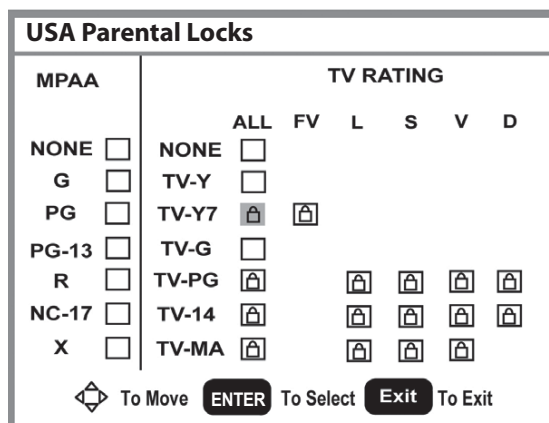 USA Parental Locks
MPAA
TV RATING
ALL FV L S V D
NONE NONE
G TV-Y
PG TV-Y7
PG-13 TV-G
R TV-PG
NC-17 TV-14
X TV-MA
To Move ENTER To Select Exit To Exit